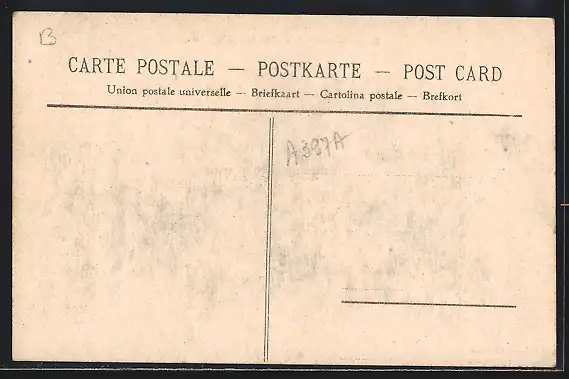 B
CARTE POSTALE — POSTKARTE — POST CARD
Union postale universelle — Briefkaart — Cartolina postale — Brefkort
A397A